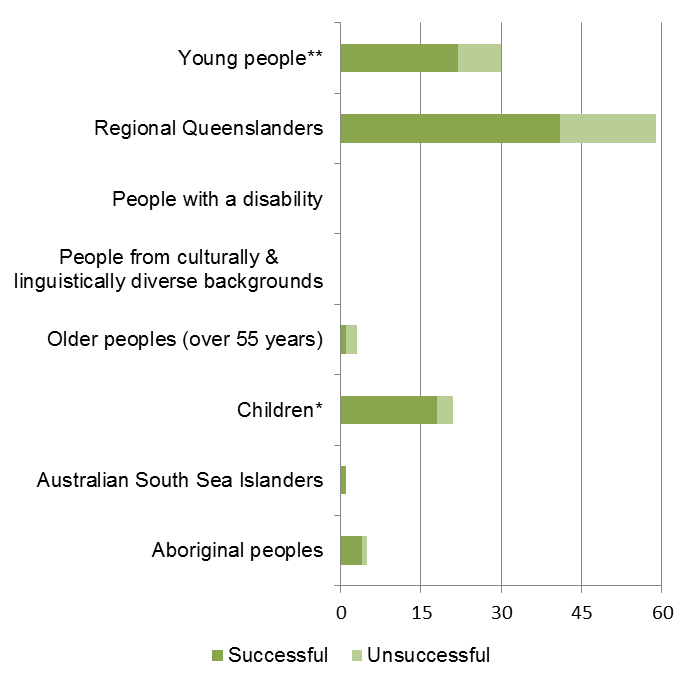 Young people**
Regional Queenslanders
People with a disability
People from culturally &
linguistically diverse backgrounds
Older peoples (over 55 years)
Children*
Australian South Sea Islanders
Aboriginal peoples
0 15 30 45 60
Successful Unsuccessful